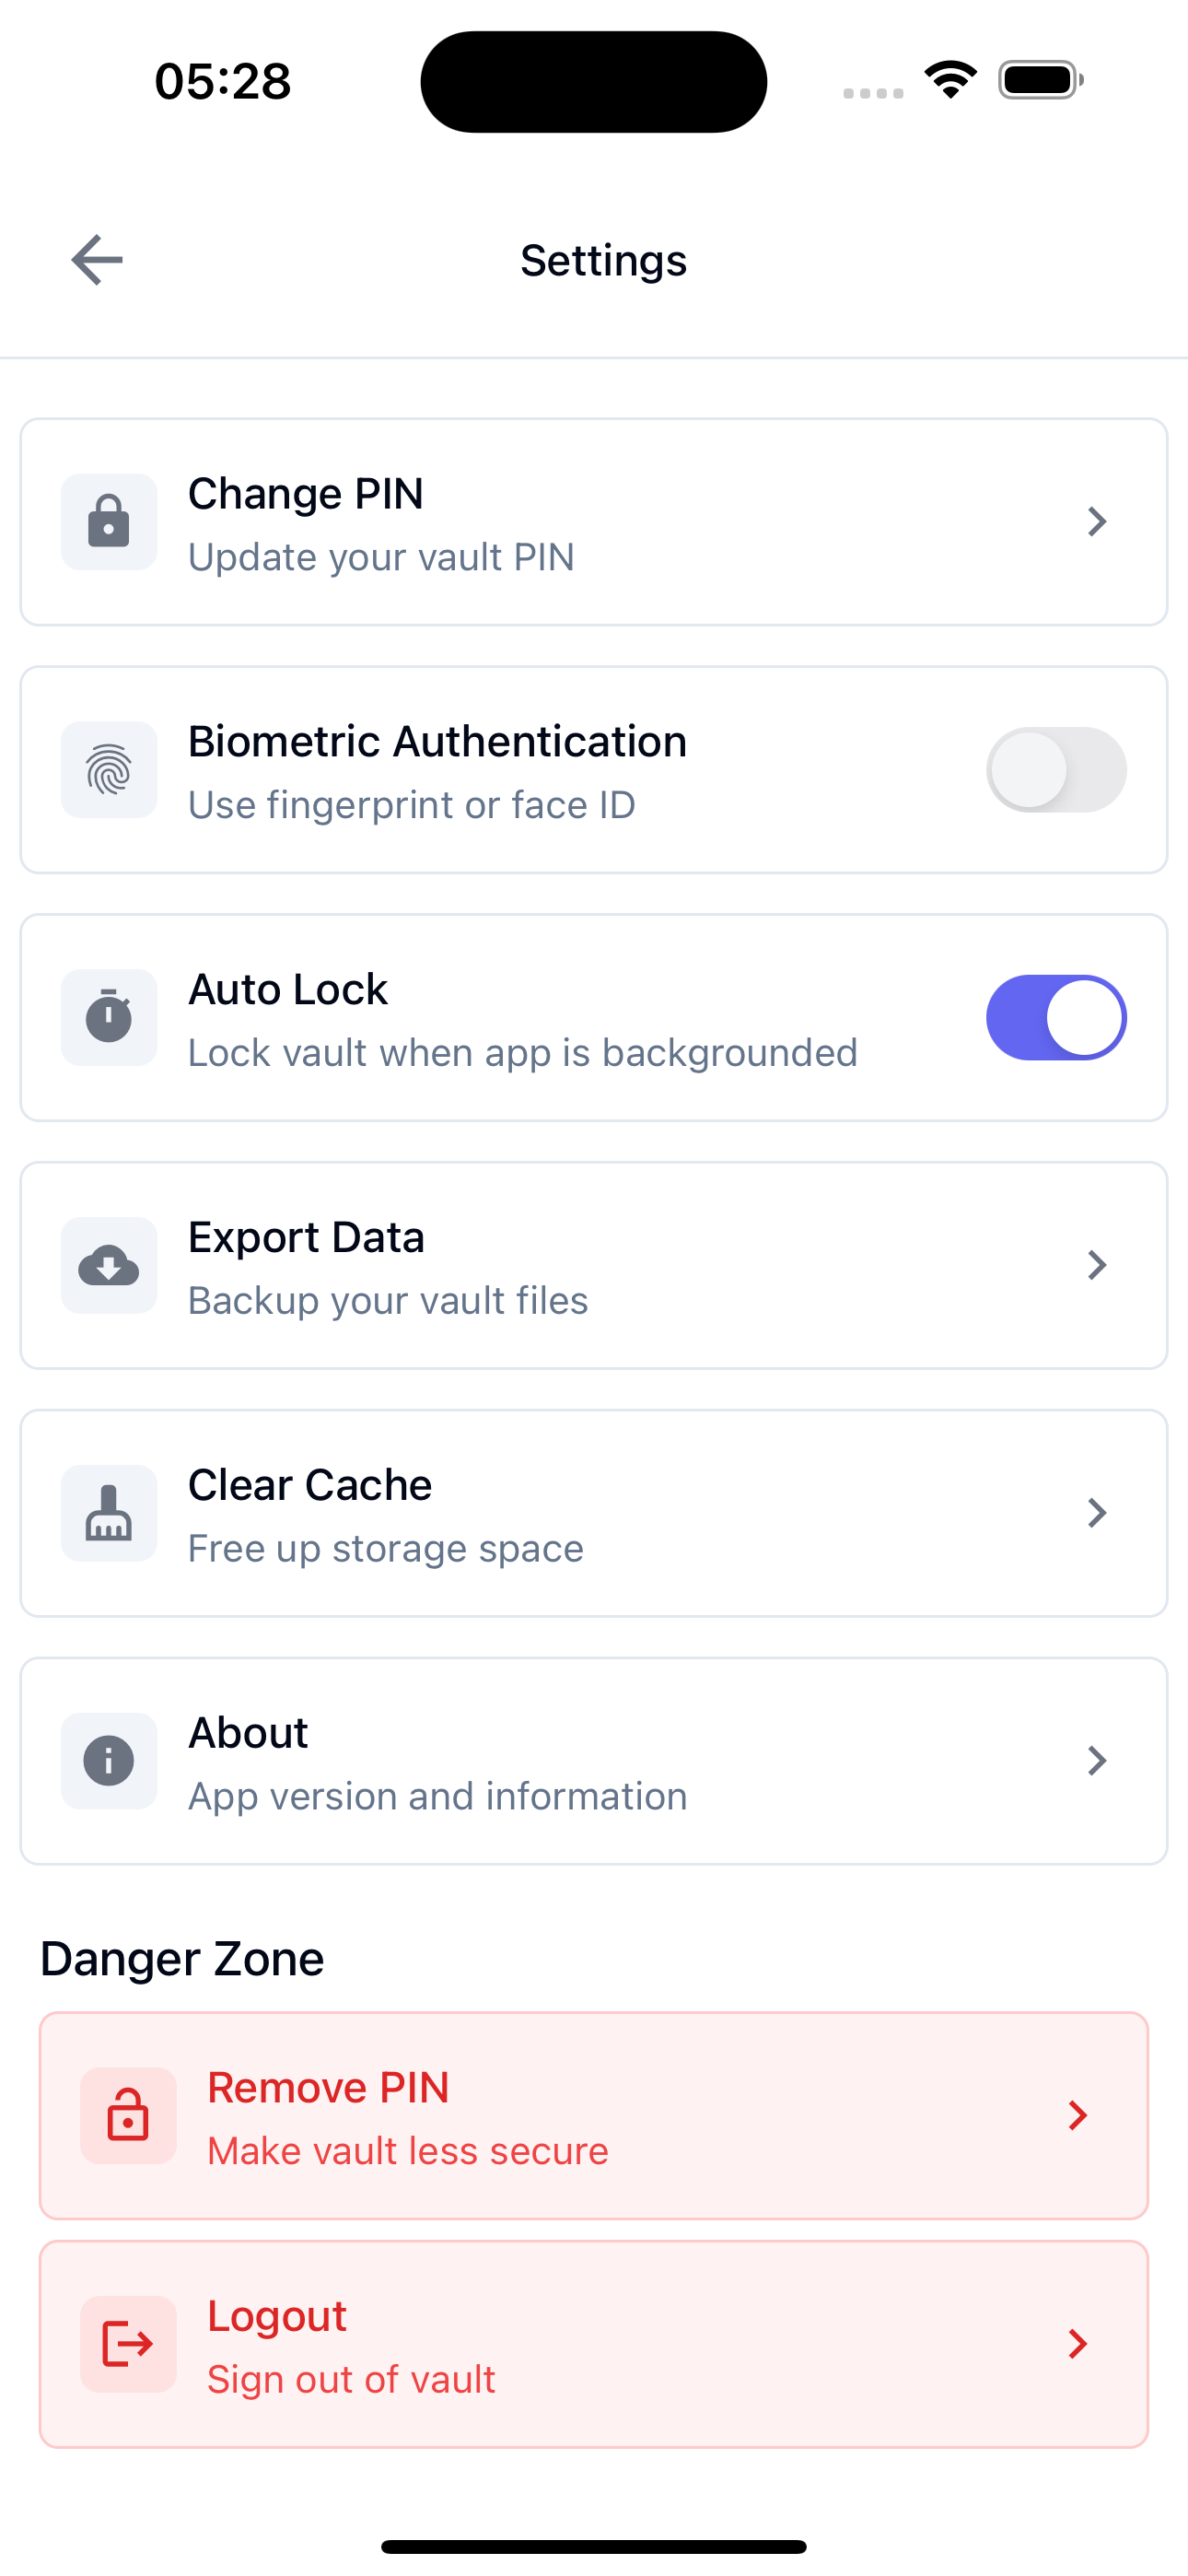 05:28
Settings
Change PIN
Update your vault PIN
Biometric Authentication
Use fingerprint or face ID
Auto Lock
Lock vault when app is backgrounded
Export Data
Backup your vault files
Clear Cache
Free up storage space
About
App version and information
Danger Zone
Remove PIN
Make vault less secure
Logout
Sign out of vault